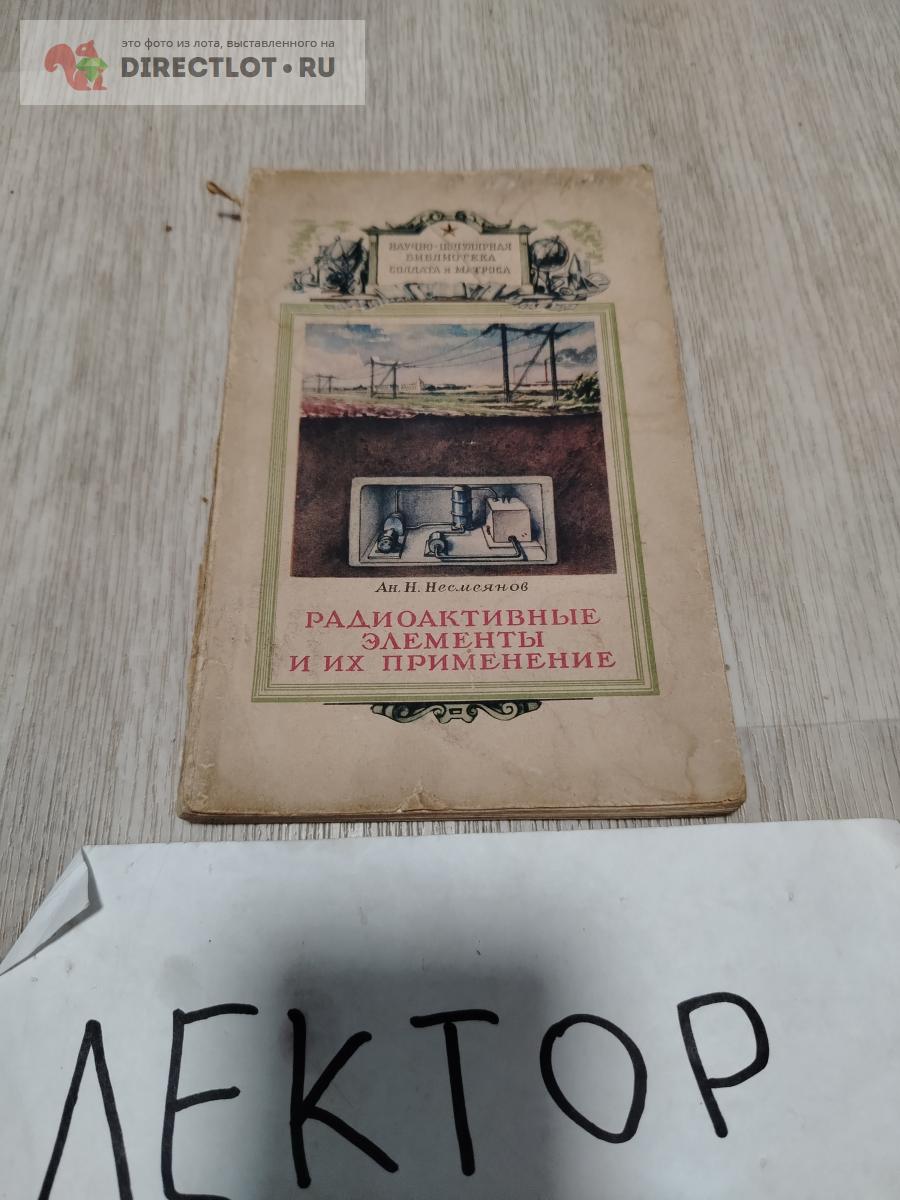 это фото из лота, выставленного на
DIRECTLOT.RU
НАУЧНО-ПОПУЛЯРНАЯ
БИБЛИОТЕКА
СОЛДАТА и МАТРОСА
Ан. Н. Несмеянов
РАДИОАКТИВНЫЕ
ЭЛЕМЕНТЫ
И ИХ ПРИМЕНЕНИЕ
ЛЕКТОР